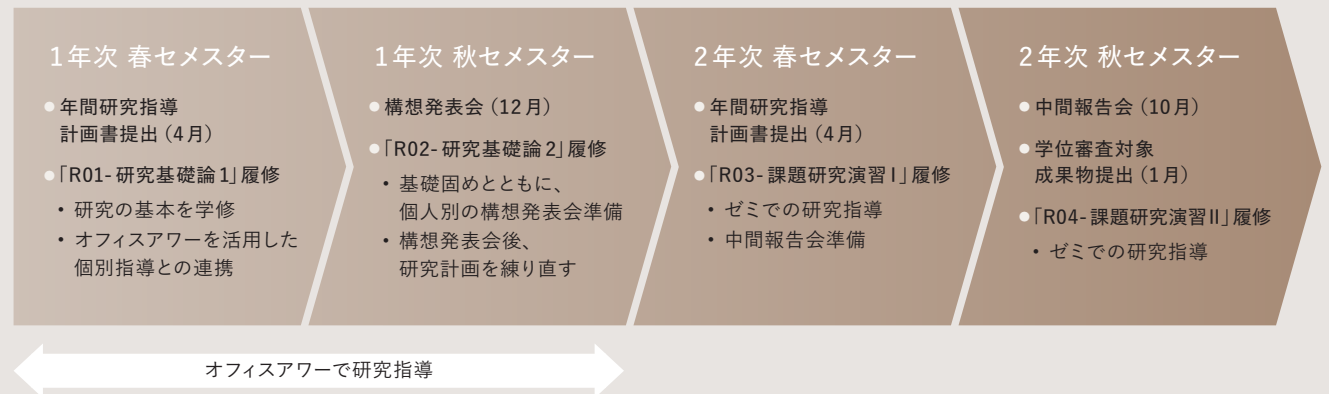 1年次 春セメスター
●年間研究指導
計画書提出（4月）
●「R01-研究基礎論1」履修
・研究の基本を学修
・オフィスアワーを活用した
個別指導との連携
1年次 秋セメスター
●構想発表会（12月）
●「R02-研究基礎論2」履修
・基礎固めとともに、
個人別の構想発表会準備
・構想発表会後、
研究計画を練り直す
2年次 春セメスター
●年間研究指導
計画書提出（4月）
●「R03-課題研究演習I」履修
・ゼミでの研究指導
・中間報告会準備
2年次 秋セメスター
●中間報告会（10月）
●学位審査対象
成果物提出（1月）
●「R04-課題研究演習II」履修
・ゼミでの研究指導
オフィスアワーで研究指導